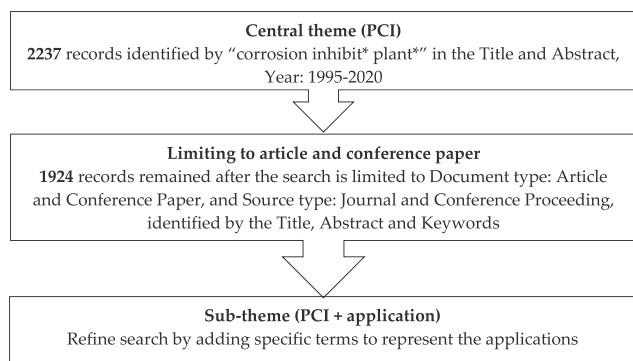 Central theme (PCI)
2237 records identified by “corrosion inhibit* plant*” in the Title and Abstract,
Year: 1995-2020
Limiting to article and conference paper
1924 records remained after the search is limited to Document type: Article
and Conference Paper, and Source type: Journal and Conference Proceeding,
identified by the Title, Abstract and Keywords
Sub-theme (PCI + application)
Refine search by adding specific terms to represent the applications